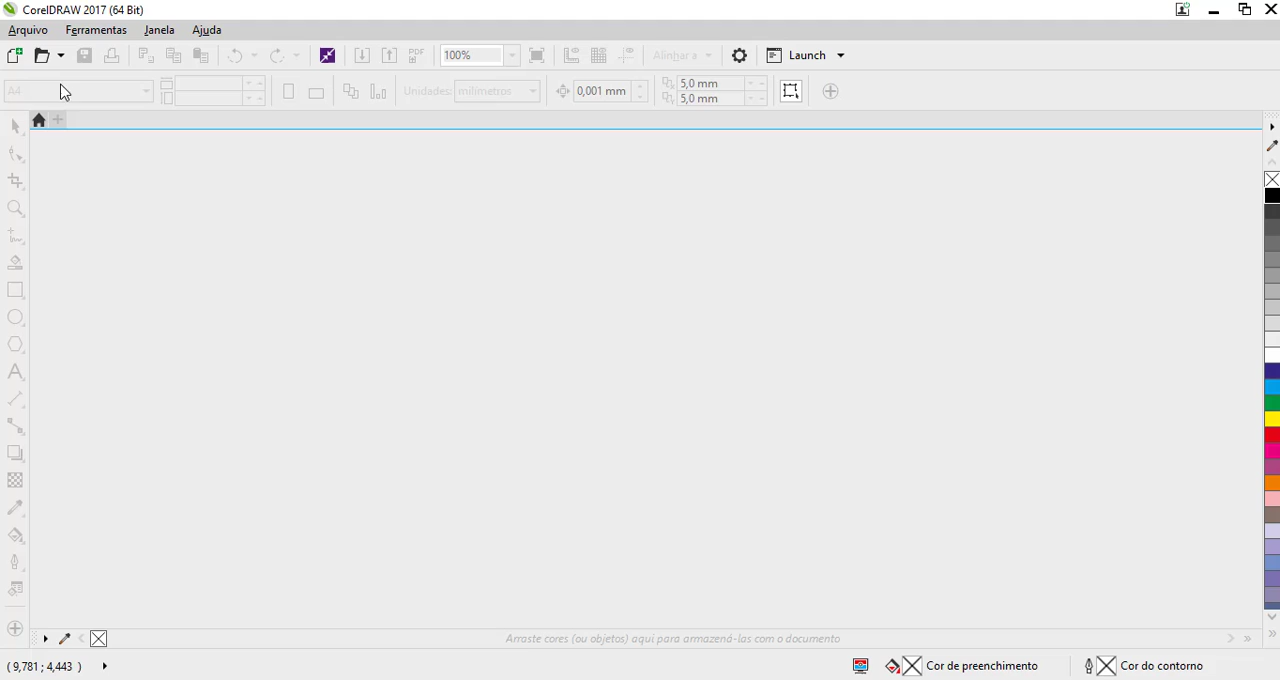 CorelDRAW 2017 (64 Bit)
Arquivo Ferramentas Janela Ajuda
PDF 100% Alinhara Launch
A4 Unidades: milímetros 0,001 mm 5,0 mm
5,0 mm
Arraste cores (ou objetos) aqui para armazená-las com o documento
( 9,781 ; 4,443 ) Cor de preenchimento Cor do contorno